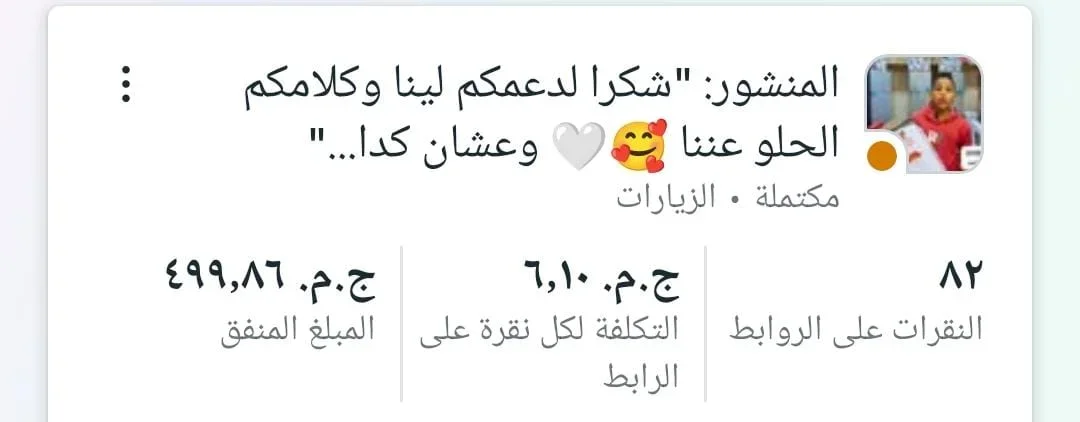 المنشور: "شكرا لدعمكم لينا وكلامكم
الحلو عننا 🥰🤍 وعشان كدا..."
مكتملة • الزيارات
٨٢
النقرات على الروابط
ج.م. ٦,١٠
التكلفة لكل نقرة على
الرابط
ج.م. ٤٩٩,٨٦
المبلغ المنفق